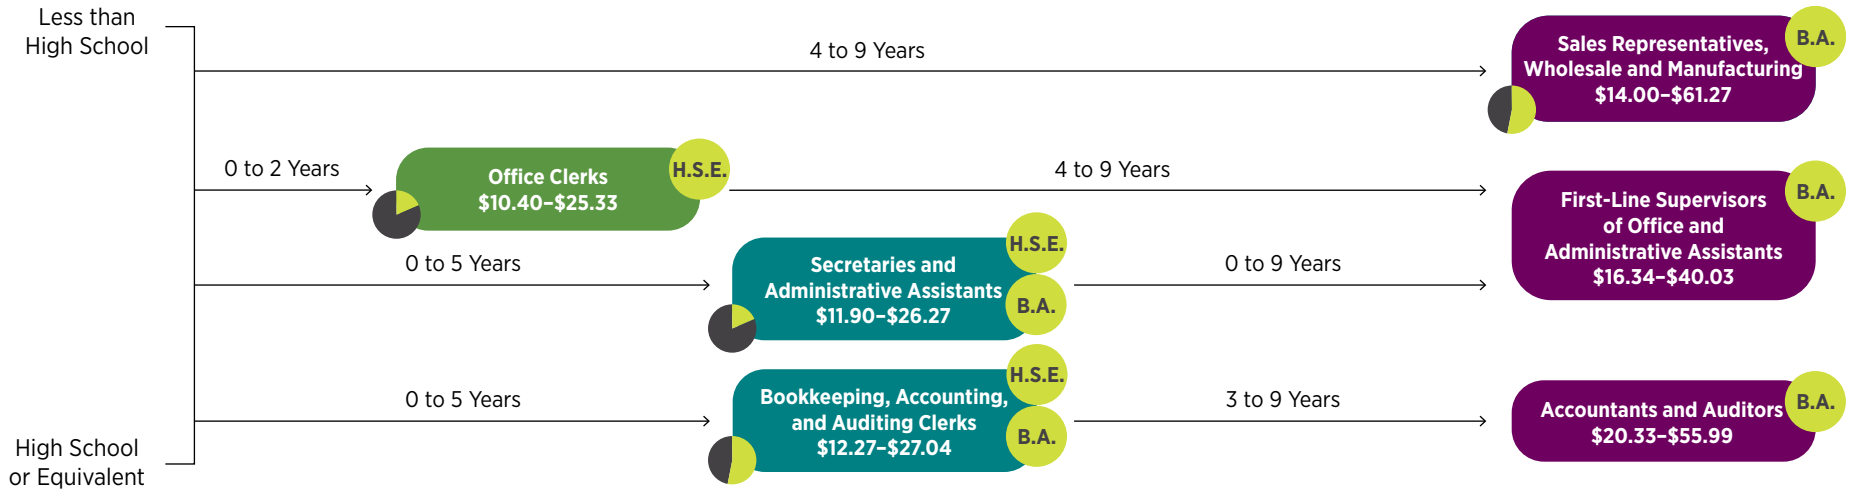 Less than
High School
4 to 9 Years
Sales Representatives,
Wholesale and Manufacturing
$14.00–$61.27
B.A.
0 to 2 Years
Office Clerks
$10.40–$25.33
H.S.E.
4 to 9 Years
First-Line Supervisors
of Office and
Administrative Assistants
$16.34–$40.03
B.A.
0 to 5 Years
Secretaries and
Administrative Assistants
$11.90–$26.27
H.S.E.
B.A.
0 to 9 Years
0 to 5 Years
Bookkeeping, Accounting,
and Auditing Clerks
$12.27–$27.04
H.S.E.
B.A.
3 to 9 Years
Accountants and Auditors
$20.33–$55.99
B.A.
High School
or Equivalent